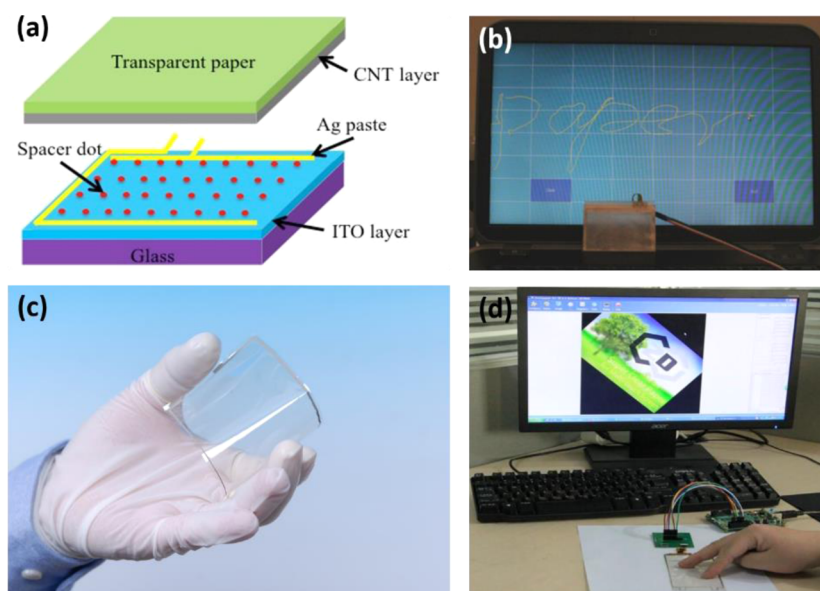 (a)
Transparent paper
CNT layer
Ag paste
Spacer dot
ITO layer
Glass
(b)
paper
(c)
(d)
acer